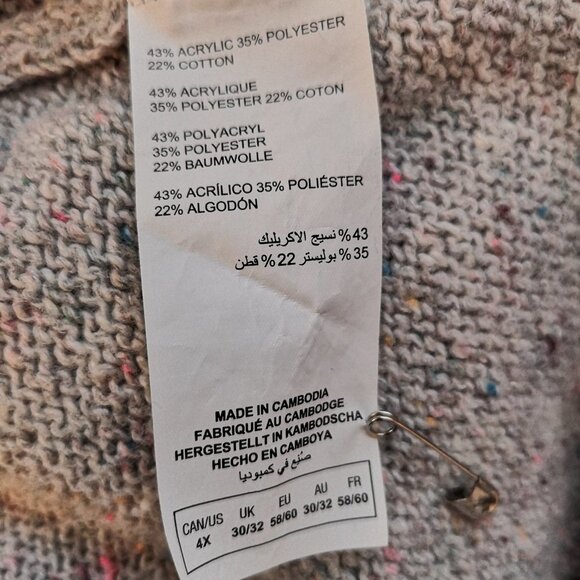 43% ACRYLIC 35% POLYESTER
22% COTTON
43% ACRYLIQUE
35% POLYESTER 22% COTON
43% POLYACRYL
35% POLYESTER
22% BAUMWOLLE
43% ACRÍLICO 35% POLIÉSTER
22% ALGODÓN
43% نسيج الاكريليك
35% بوليستر 22% قطن
MADE IN CAMBODIA
FABRIQUÉ AU CAMBODGE
HERGESTELLT IN KAMBODSCHA
HECHO EN CAMBOYA
صُنع في كمبوديا
CAN/US UK EU AU FR
4X 30/32 58/60 30/32 58/60